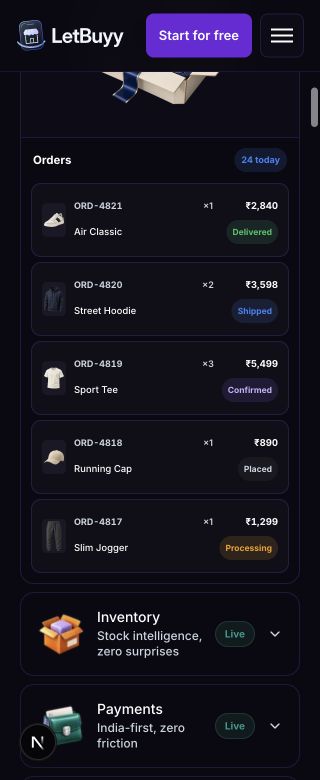 LetBuyy
Start for free
Orders
24 today
ORD-4821 ×1 ₹2,840
Air Classic Delivered
ORD-4820 ×2 ₹3,598
Street Hoodie Shipped
ORD-4819 ×3 ₹5,499
Sport Tee Confirmed
ORD-4818 ×1 ₹890
Running Cap Placed
ORD-4817 ×1 ₹1,299
Slim Jogger Processing
Inventory
Stock intelligence,
zero surprises
Live
Payments
India-first, zero
friction
Live
N